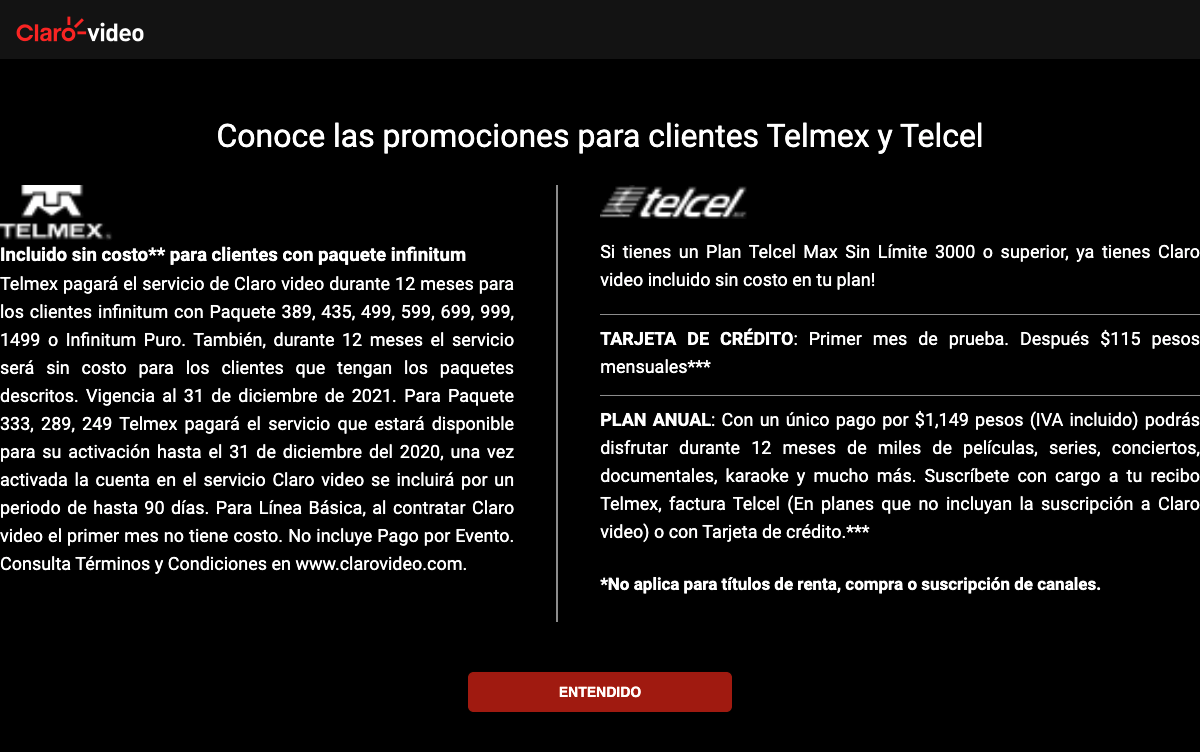 Claro video
Conoce las promociones para clientes Telmex y Telcel
TELMEX
Incluido sin costo** para clientes con paquete infinitum
Telmex pagará el servicio de Claro video durante 12 meses para
los clientes infinitum con Paquete 389, 435, 499, 599, 699, 999,
1499 o Infinitum Puro. También, durante 12 meses el servicio
será sin costo para los clientes que tengan los paquetes
descritos. Vigencia al 31 de diciembre de 2021. Para Paquete
333, 289, 249 Telmex pagará el servicio que estará disponible
para su activación hasta el 31 de diciembre del 2020, una vez
activada la cuenta en el servicio Claro video se incluirá por un
periodo de hasta 90 días. Para Línea Básica, al contratar Claro
video el primer mes no tiene costo. No incluye Pago por Evento.
Consulta Términos y Condiciones en www.clarovideo.com.
telcel
Si tienes un Plan Telcel Max Sin Límite 3000 o superior, ya tienes Claro
video incluido sin costo en tu plan!
TARJETA DE CRÉDITO: Primer mes de prueba. Después $115 pesos
mensuales***
PLAN ANUAL: Con un único pago por $1,149 pesos (IVA incluido) podrás
disfrutar durante 12 meses de miles de películas, series, conciertos,
documentales, karaoke y mucho más. Suscríbete con cargo a tu recibo
Telmex, factura Telcel (En planes que no incluyan la suscripción a Claro
video) o con Tarjeta de crédito.***
*No aplica para títulos de renta, compra o suscripción de canales.
ENTENDIDO